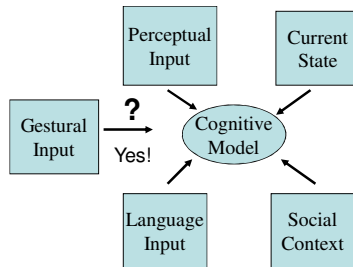 Perceptual
Input
Current
State
?
Gestural
Input
Yes!
Cognitive
Model
Language
Input
Social
Context